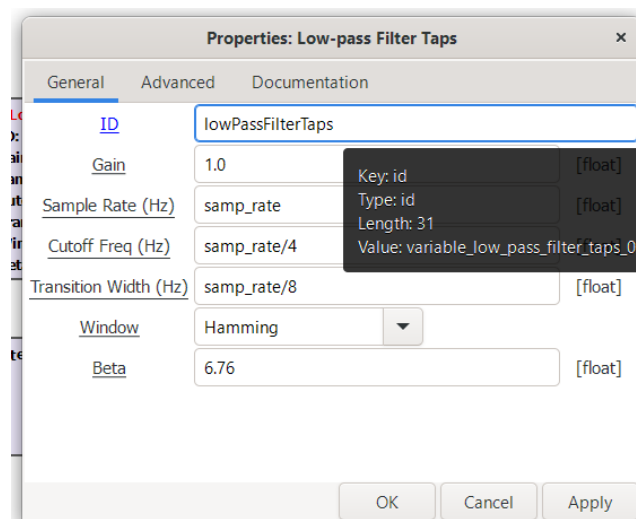 Properties: Low-pass Filter Taps ×
General Advanced Documentation
ID lowPassFilterTaps
Gain 1.0 [float]
Key: id
Type: id
Length: 31
Value: variable_low_pass_filter_taps_0
Sample Rate (Hz) samp_rate [float]
Cutoff Freq (Hz) samp_rate/4
Transition Width (Hz) samp_rate/8 [float]
Window Hamming
Beta 6.76 [float]
OK Cancel Apply